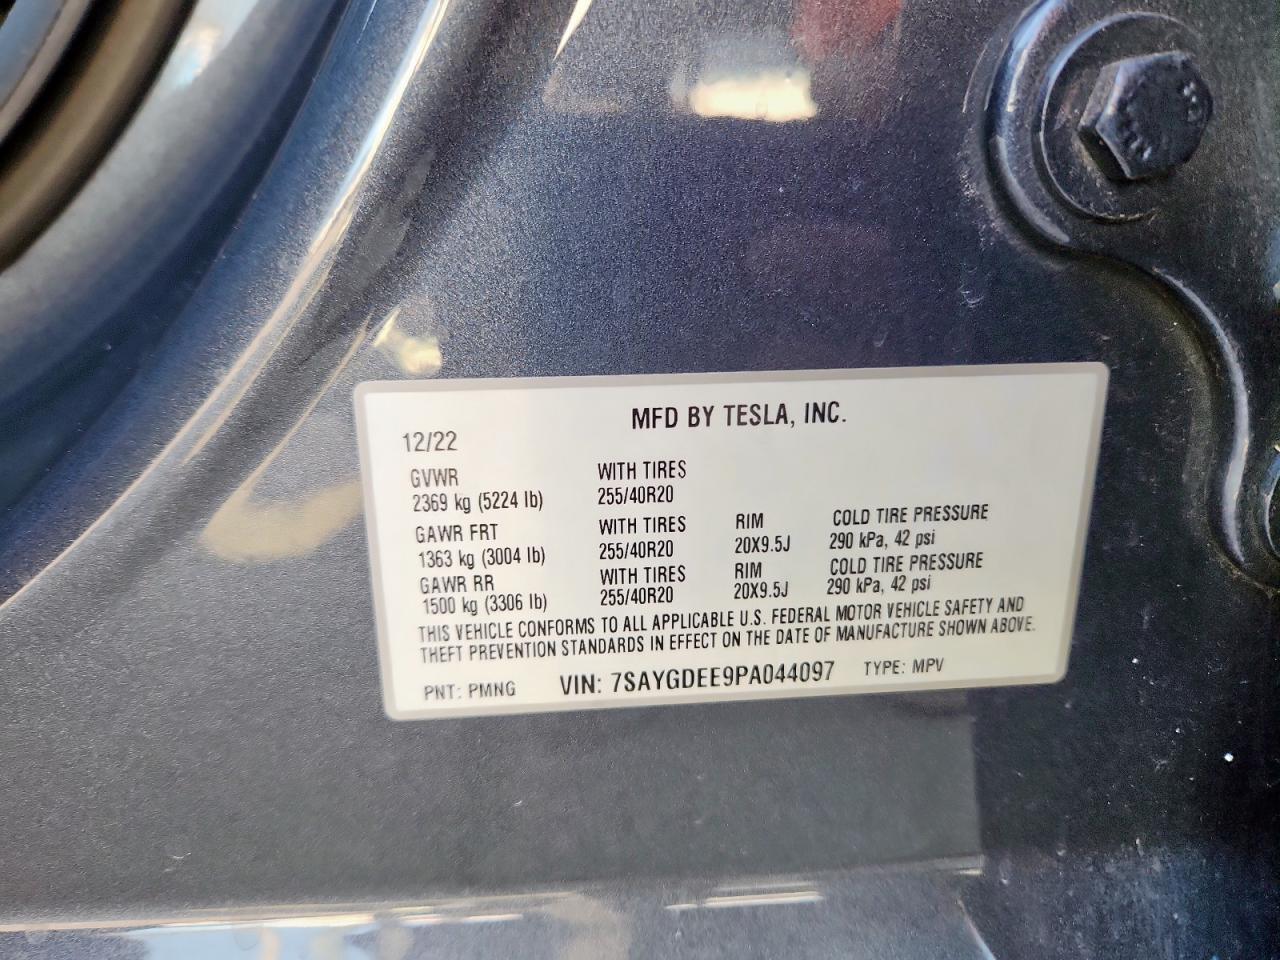 MFD BY TESLA, INC.
12/22
GVWR WITH TIRES
2369 kg (5224 lb) 255/40R20
GAWR FRT WITH TIRES RIM COLD TIRE PRESSURE
1363 kg (3004 lb) 255/40R20 20X9.5J 290 kPa, 42 psi
GAWR RR WITH TIRES RIM COLD TIRE PRESSURE
1500 kg (3306 lb) 255/40R20 20X9.5J 290 kPa, 42 psi
THIS VEHICLE CONFORMS TO ALL APPLICABLE U.S. FEDERAL MOTOR VEHICLE SAFETY AND
THEFT PREVENTION STANDARDS IN EFFECT ON THE DATE OF MANUFACTURE SHOWN ABOVE.
PNT: PMNG VIN: 7SAYGDEE9PA044097 TYPE: MPV